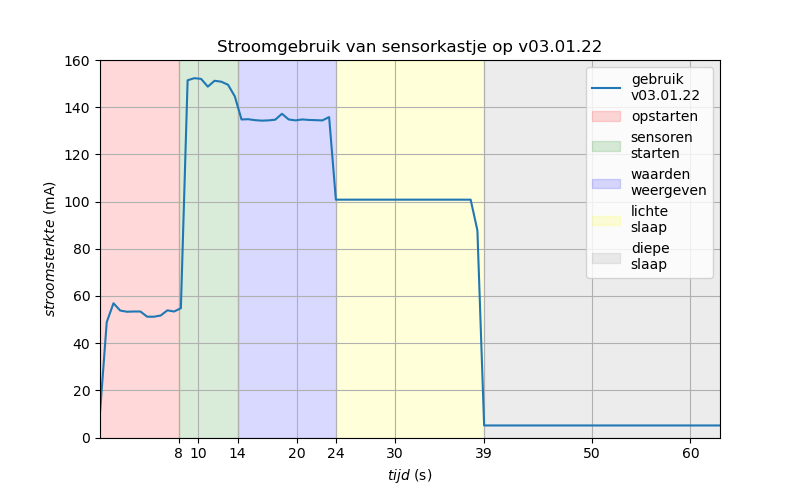 Stroomgebruik van sensorkastje op v03.01.22
160
140
120
100
80
60
40
20
0
stroomsterkte (mA)
gebruik
v03.01.22
opstarten
sensoren
starten
waarden
weergeven
lichte
slaap
diepe
slaap
8 10 14 20 24 30 39 50 60
tijd (s)